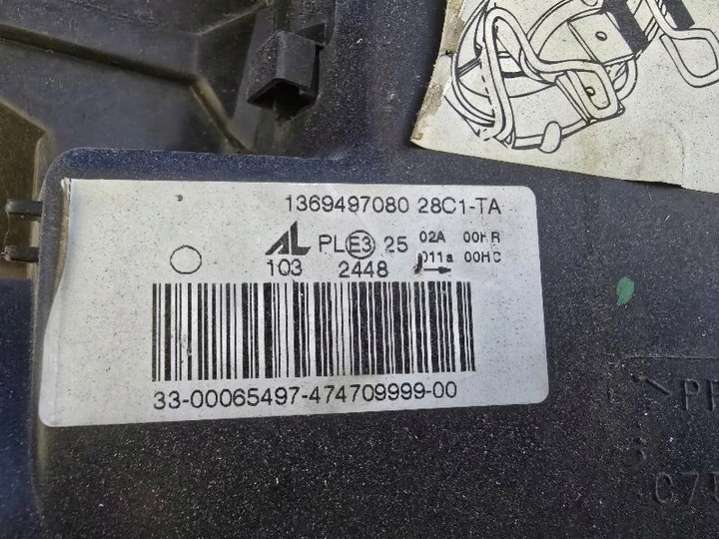 1369497080 28C1-TA
AL PL E3 25 02A 00HR
103 2448 011a 00HC
33-00065497-474709999-00